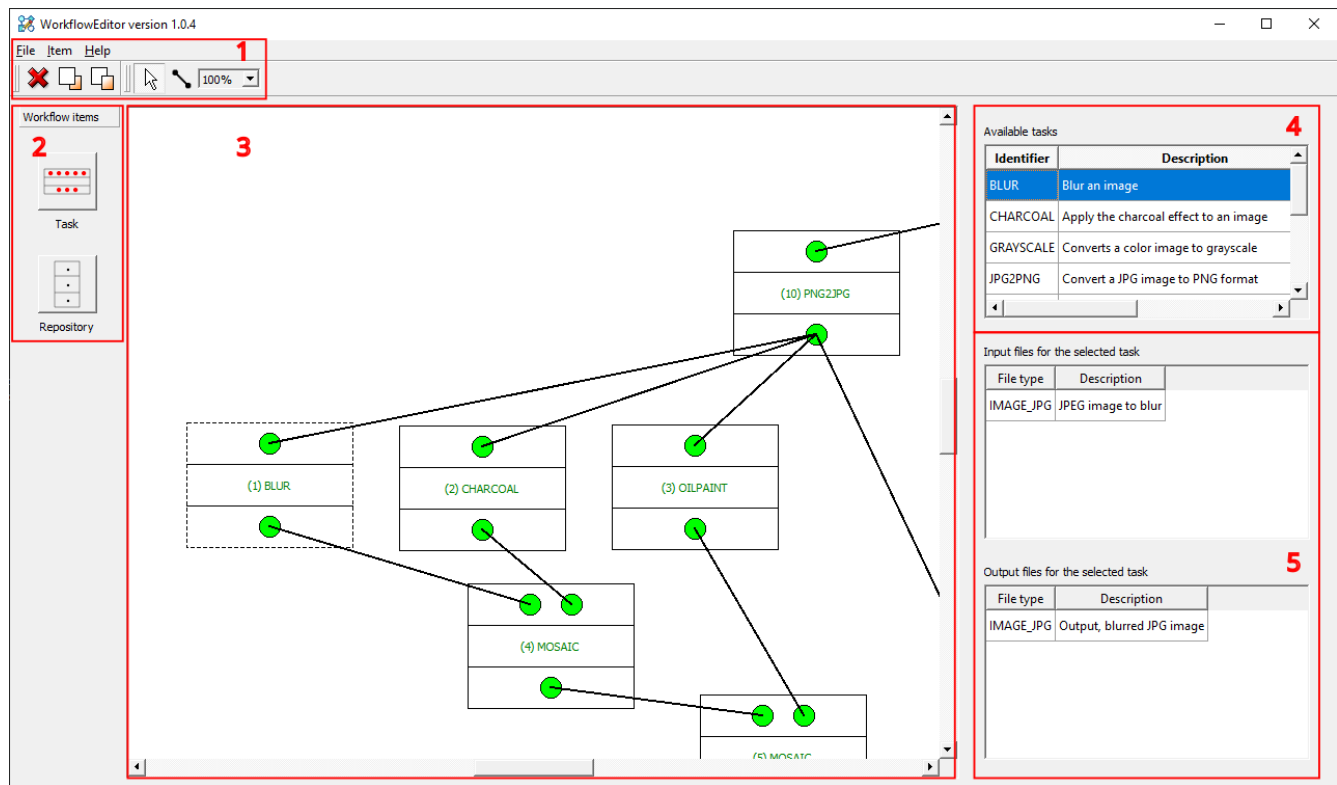 WorkflowEditor version 1.0.4
File Item Help
1
100%
Workflow items
2
Task
Repository
3
(10) PNG2JPG
(1) BLUR
(2) CHARCOAL
(3) OILPAINT
(4) MOSAIC
(5) MOSAIC
4
Available tasks
Identifier Description
BLUR Blur an image
CHARCOAL Apply the charcoal effect to an image
GRAYSCALE Converts a color image to grayscale
JPG2PNG Convert a JPG image to PNG format
Input files for the selected task
File type Description
IMAGE_JPG JPEG image to blur
5
Output files for the selected task
File type Description
IMAGE_JPG Output, blurred JPG image